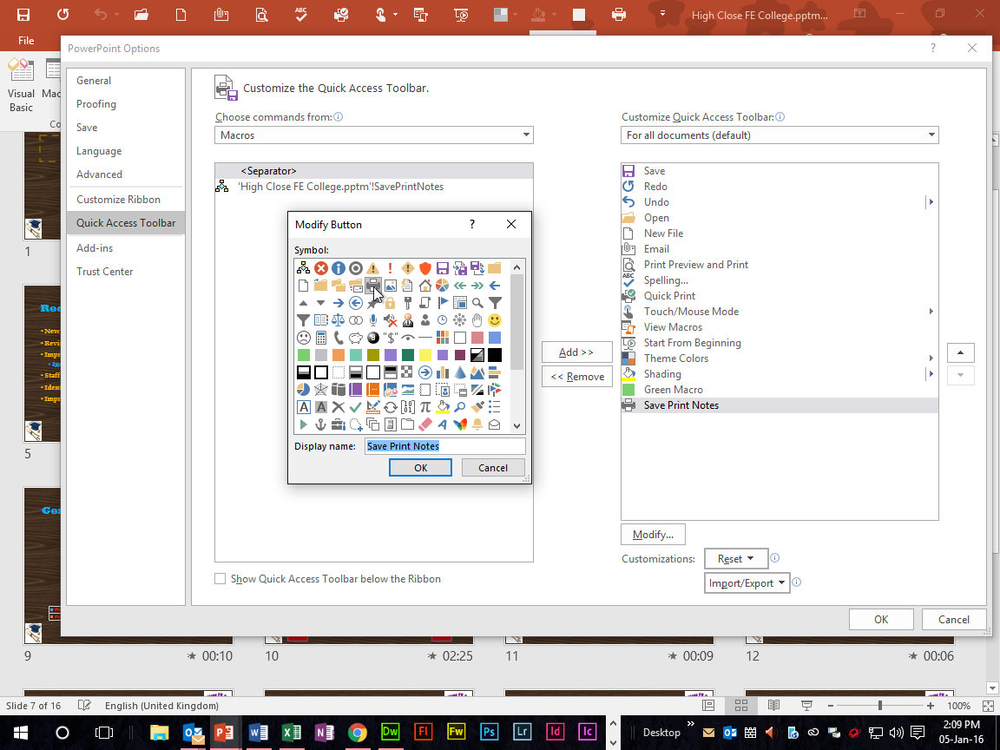 High Close FE College.pptm...
File
PowerPoint Options
?
Visual
Basic
General
Proofing
Save
Language
Advanced
Customize Ribbon
Quick Access Toolbar
Add-ins
Trust Center
Customize the Quick Access Toolbar.
Choose commands from:
Macros
<Separator>
'High Close FE College.pptm'!SavePrintNotes
Customize Quick Access Toolbar:
For all documents (default)
Save
Redo
Undo
Open
New File
Email
Print Preview and Print
Spelling...
Quick Print
Touch/Mouse Mode
View Macros
Start From Beginning
Theme Colors
Shading
Green Macro
Save Print Notes
Modify Button
?
Symbol:
Display name:
Save Print Notes
OK
Cancel
Add >>
<< Remove
Modify...
Customizations:
Reset
Import/Export
Show Quick Access Toolbar below the Ribbon
OK
Cancel
1
5
9
00:10
10
02:25
11
00:09
12
00:06
Slide 7 of 16
English (United Kingdom)
100%
Desktop
2:09 PM
05-Jan-16